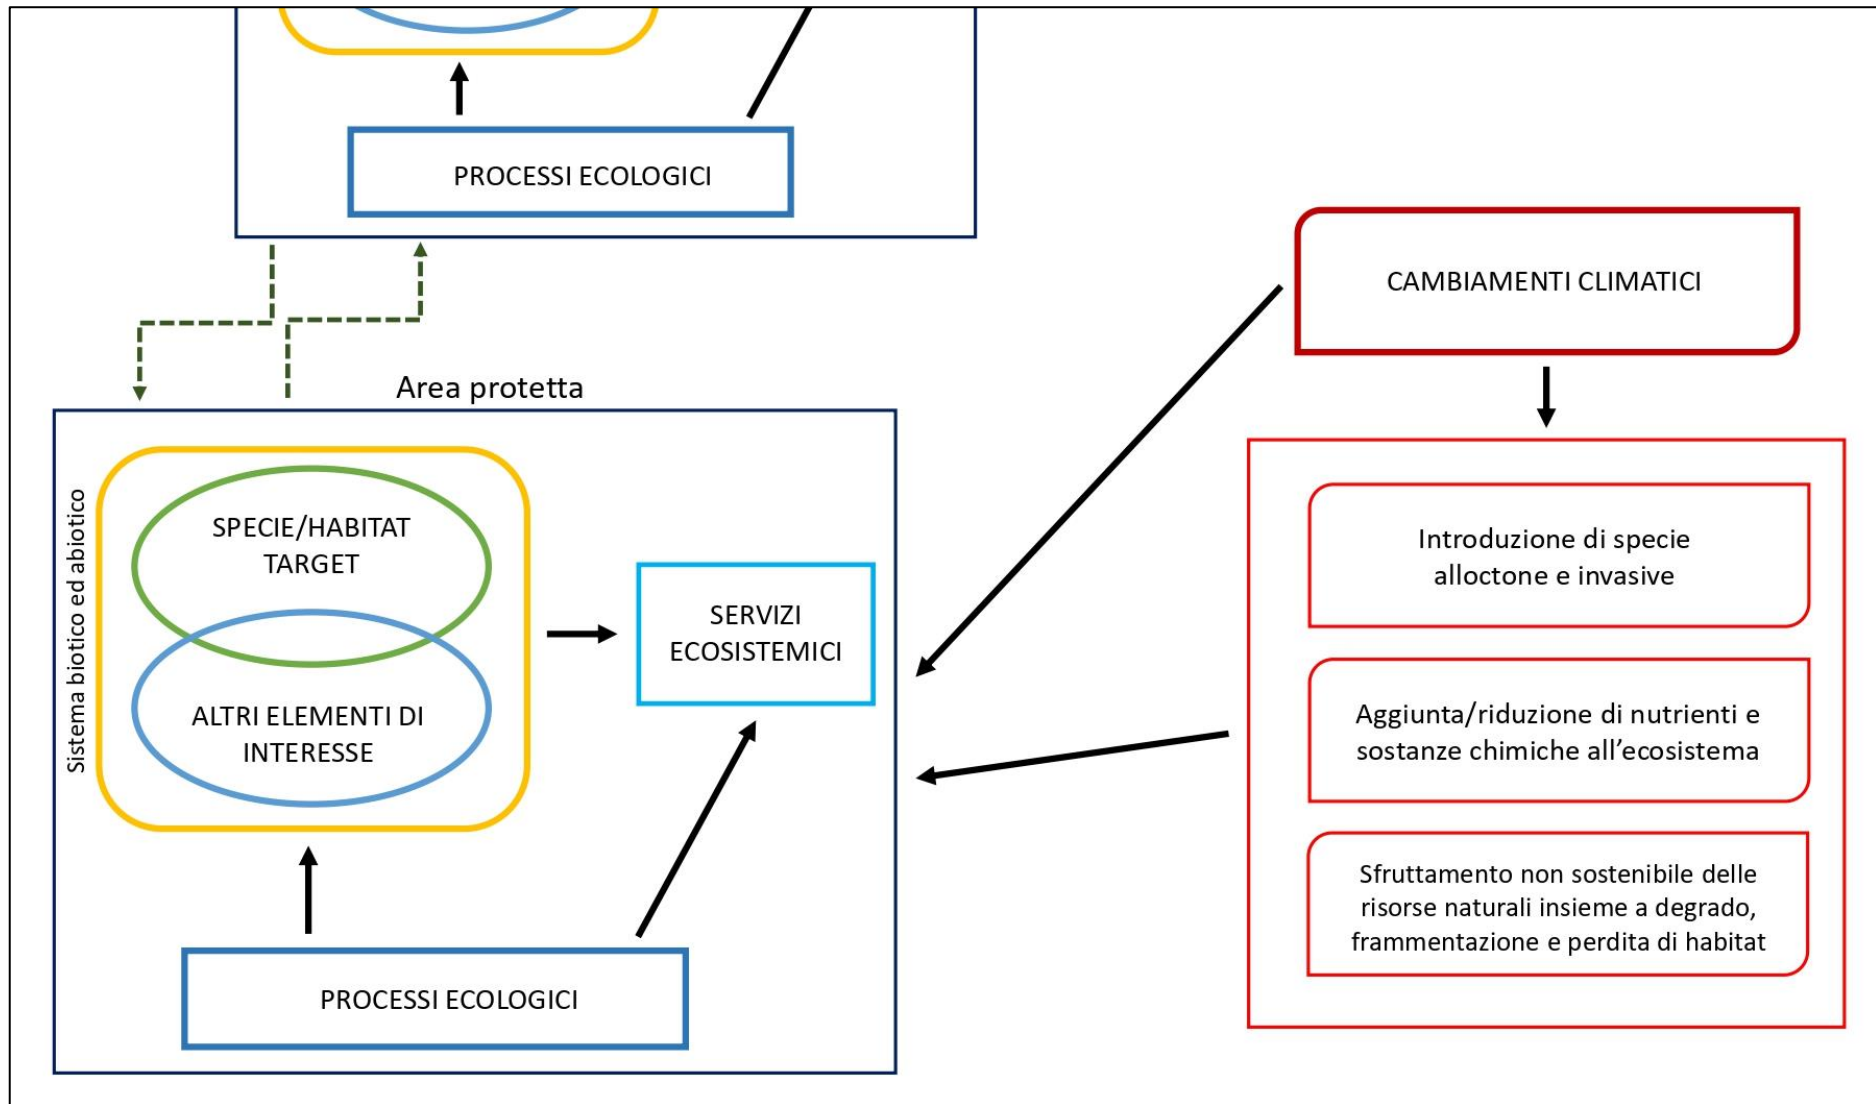 PROCESSI ECOLOGICI
CAMBIAMENTI CLIMATICI
Area protetta
Sistema biotico ed abiotico
SPECIE/HABITAT
TARGET
ALTRI ELEMENTI DI
INTERESSE
SERVIZI
ECOSISTEMICI
PROCESSI ECOLOGICI
Introduzione di specie
alloctone e invasive
Aggiunta/riduzione di nutrienti e
sostanze chimiche all’ecosistema
Sfruttamento non sostenibile delle
risorse naturali insieme a degrado,
frammentazione e perdita di habitat